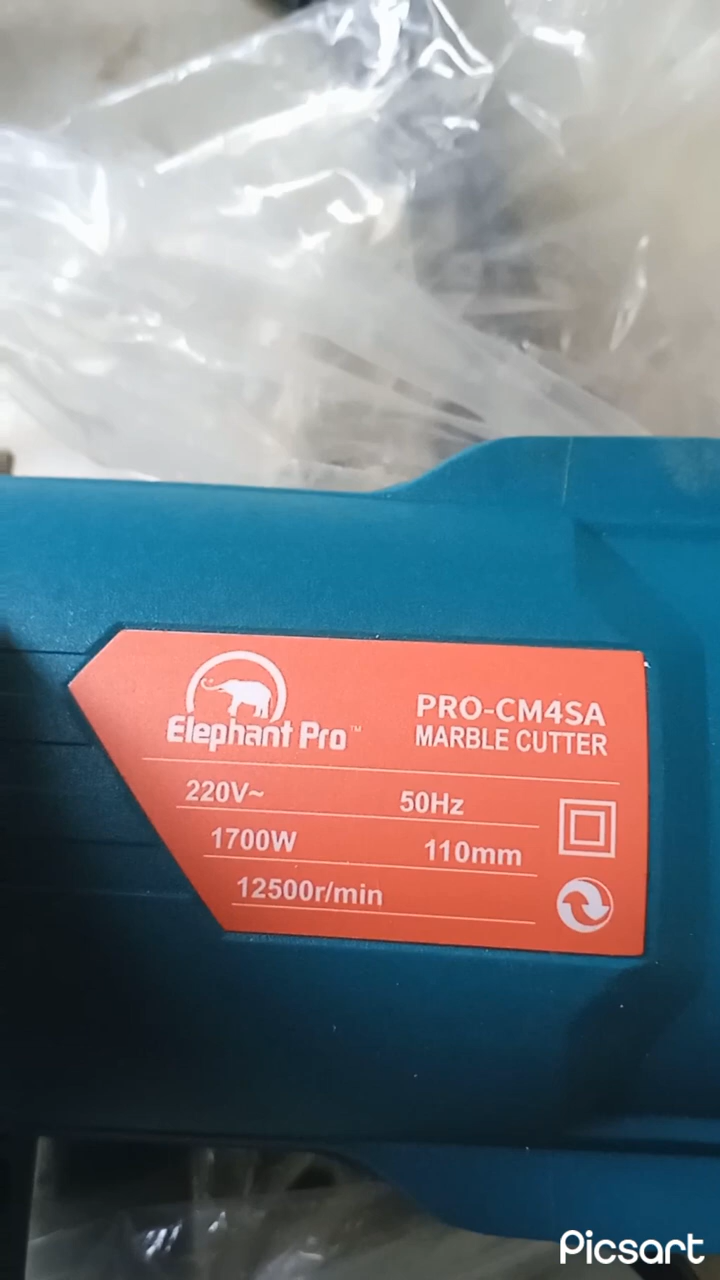 Elephant Pro™
PRO-CM4SA
MARBLE CUTTER
220V~ 50Hz
1700W 110mm
12500r/min
Picsart